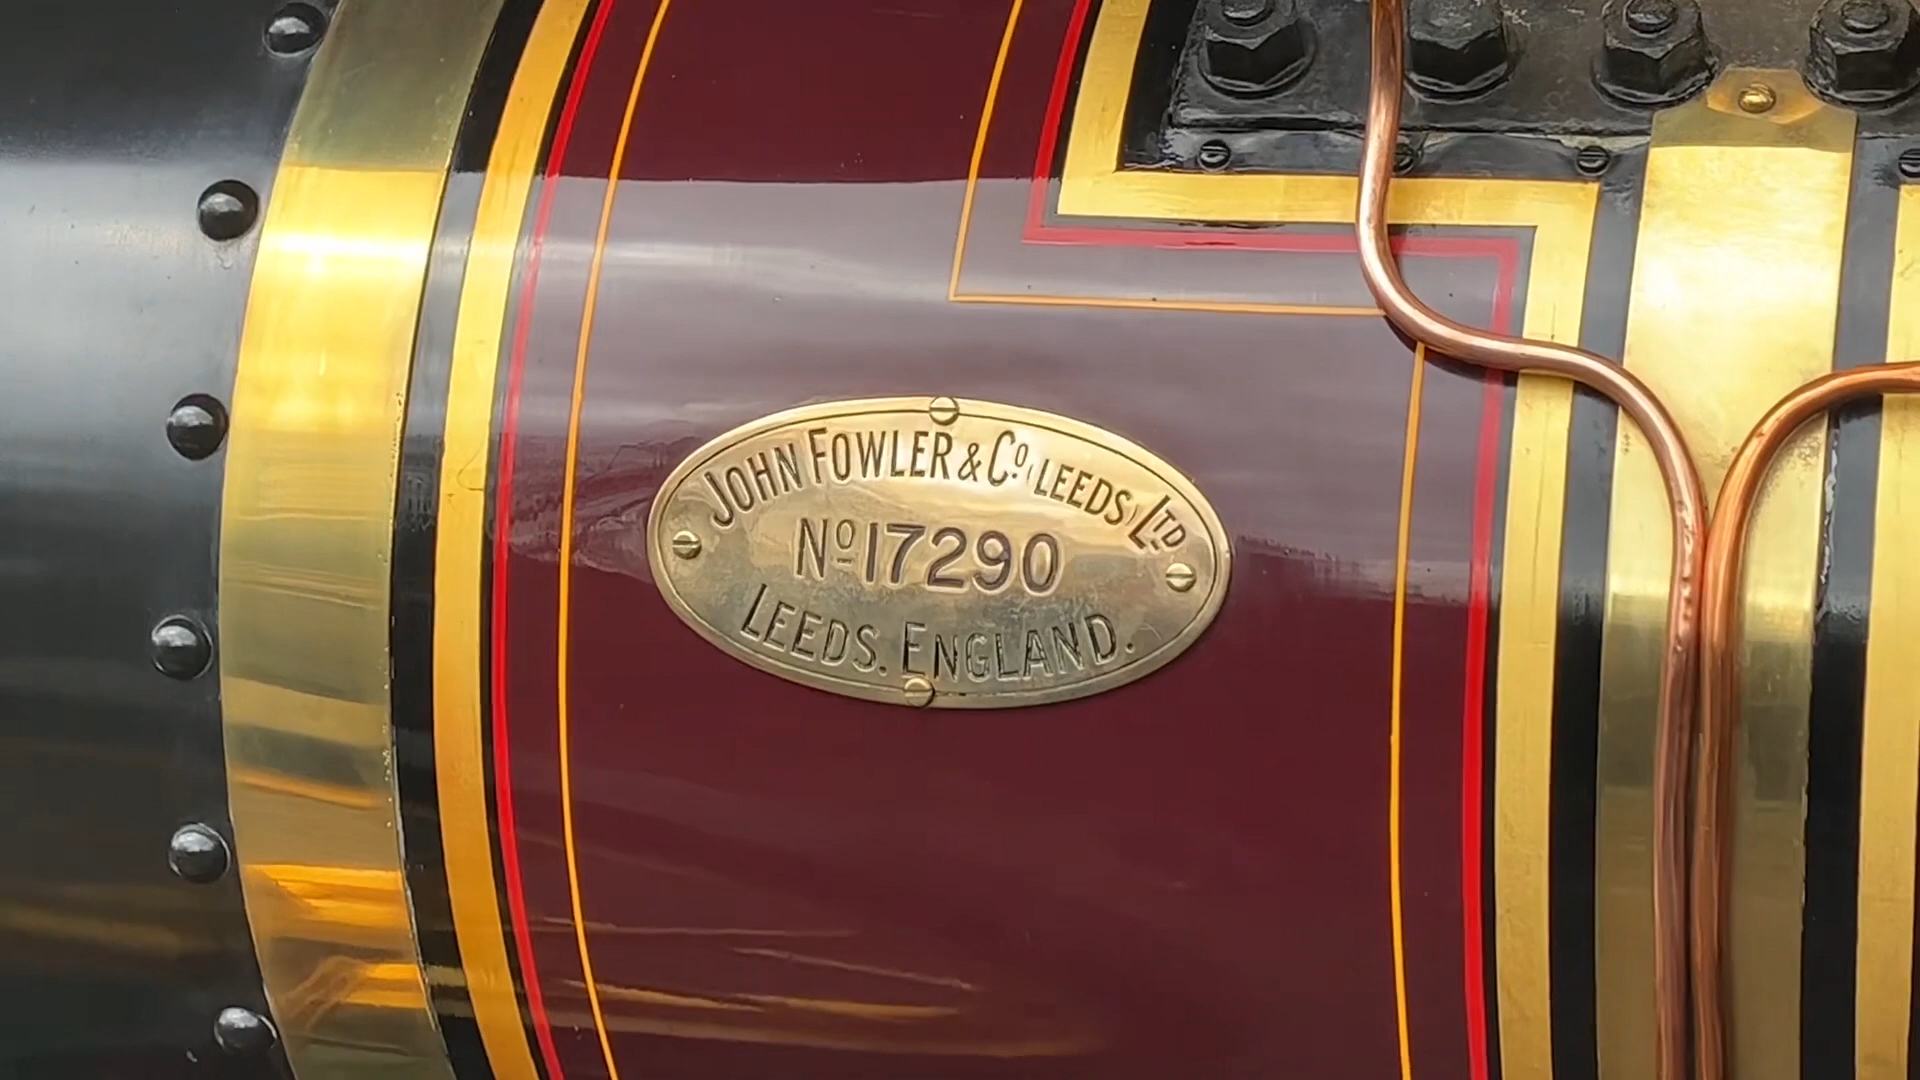 JOHN FOWLER & Co. (LEEDS) LTD.
No 17290
LEEDS. ENGLAND.